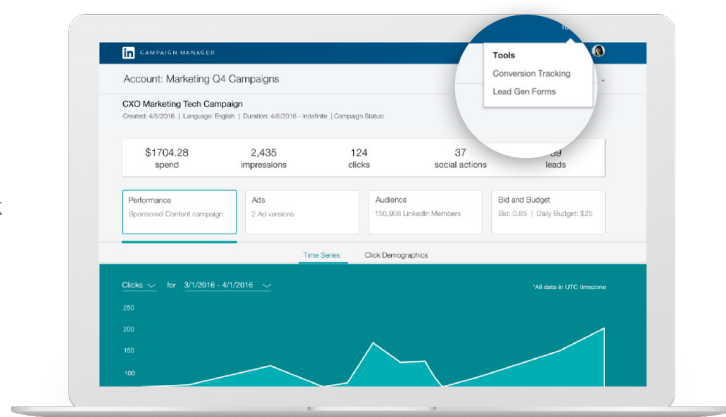 in CAMPAIGN MANAGER
Tools
Conversion Tracking
Lead Gen Forms
Account: Marketing Q4 Campaigns
CXO Marketing Tech Campaign
Created: 4/5/2016 | Language: English | Duration: 4/5/2016 - Indefinite | Campaign Status:
$1704.28 2,435 124 37
spend impressions clicks social actions leads
Performance Ads Audience Bid and Budget
Sponsored Content campaign 2 Ad versions 150,908 LinkedIn Members Bid: 0.85 | Daily Budget: $25
Time Series Click Demographics
Clicks for 3/1/2016 - 4/1/2016 *All data in UTC timezone
250
200
150
100